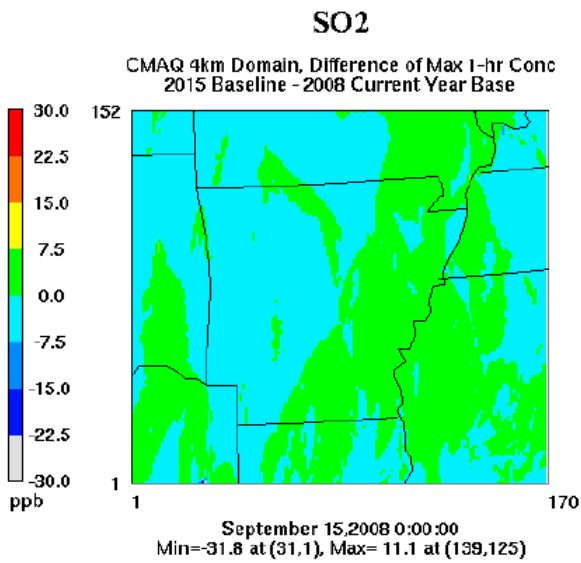 SO2
CMAQ 4km Domain, Difference of Max 1-hr Conc
2015 Baseline - 2008 Current Year Base
30.0
22.5
15.0
7.5
0.0
-7.5
-15.0
-22.5
-30.0
ppb
152
1
1
170
September 15,2008 0:00:00
Min=-31.8 at (31,1), Max= 11.1 at (139,125)